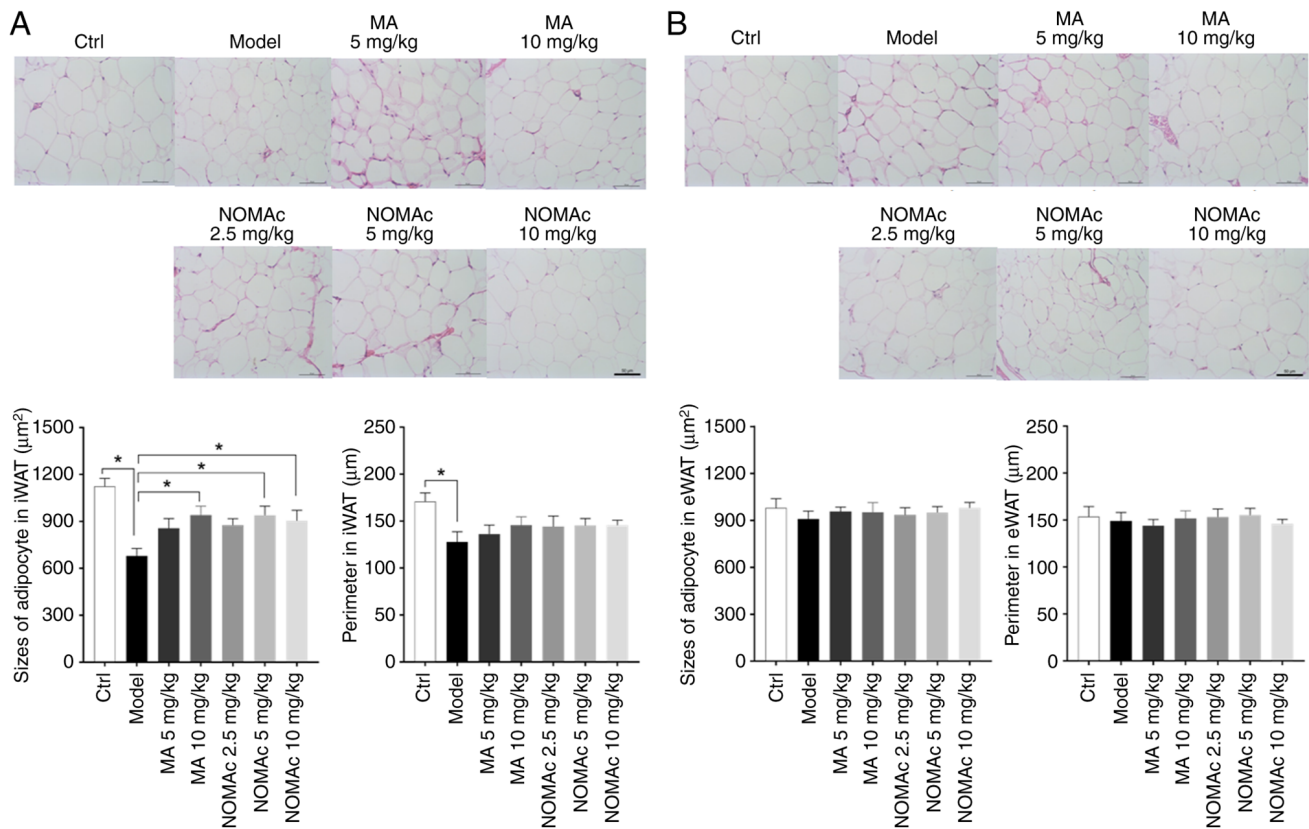 A
Ctrl
Model
MA
5 mg/kg
MA
10 mg/kg
NOMAc
2.5 mg/kg
NOMAc
5 mg/kg
NOMAc
10 mg/kg
B
Ctrl
Model
MA
5 mg/kg
MA
10 mg/kg
NOMAc
2.5 mg/kg
NOMAc
5 mg/kg
NOMAc
10 mg/kg
Sizes of adipocyte in iWAT (μm²)
1500
1200
900
600
300
0
*
*
*
*
Ctrl
Model
MA 5 mg/kg
MA 10 mg/kg
NOMAc 2.5 mg/kg
NOMAc 5 mg/kg
NOMAc 10 mg/kg
Perimeter in iWAT (μm)
250
200
150
100
50
0
*
Ctrl
Model
MA 5 mg/kg
MA 10 mg/kg
NOMAc 2.5 mg/kg
NOMAc 5 mg/kg
NOMAc 10 mg/kg
Sizes of adipocyte in eWAT (μm²)
1500
1200
900
600
300
0
Ctrl
Model
MA 5 mg/kg
MA 10 mg/kg
NOMAc 2.5 mg/kg
NOMAc 5 mg/kg
NOMAc 10 mg/kg
Perimeter in eWAT (μm)
250
200
150
100
50
0
Ctrl
Model
MA 5 mg/kg
MA 10 mg/kg
NOMAc 2.5 mg/kg
NOMAc 5 mg/kg
NOMAc 10 mg/kg